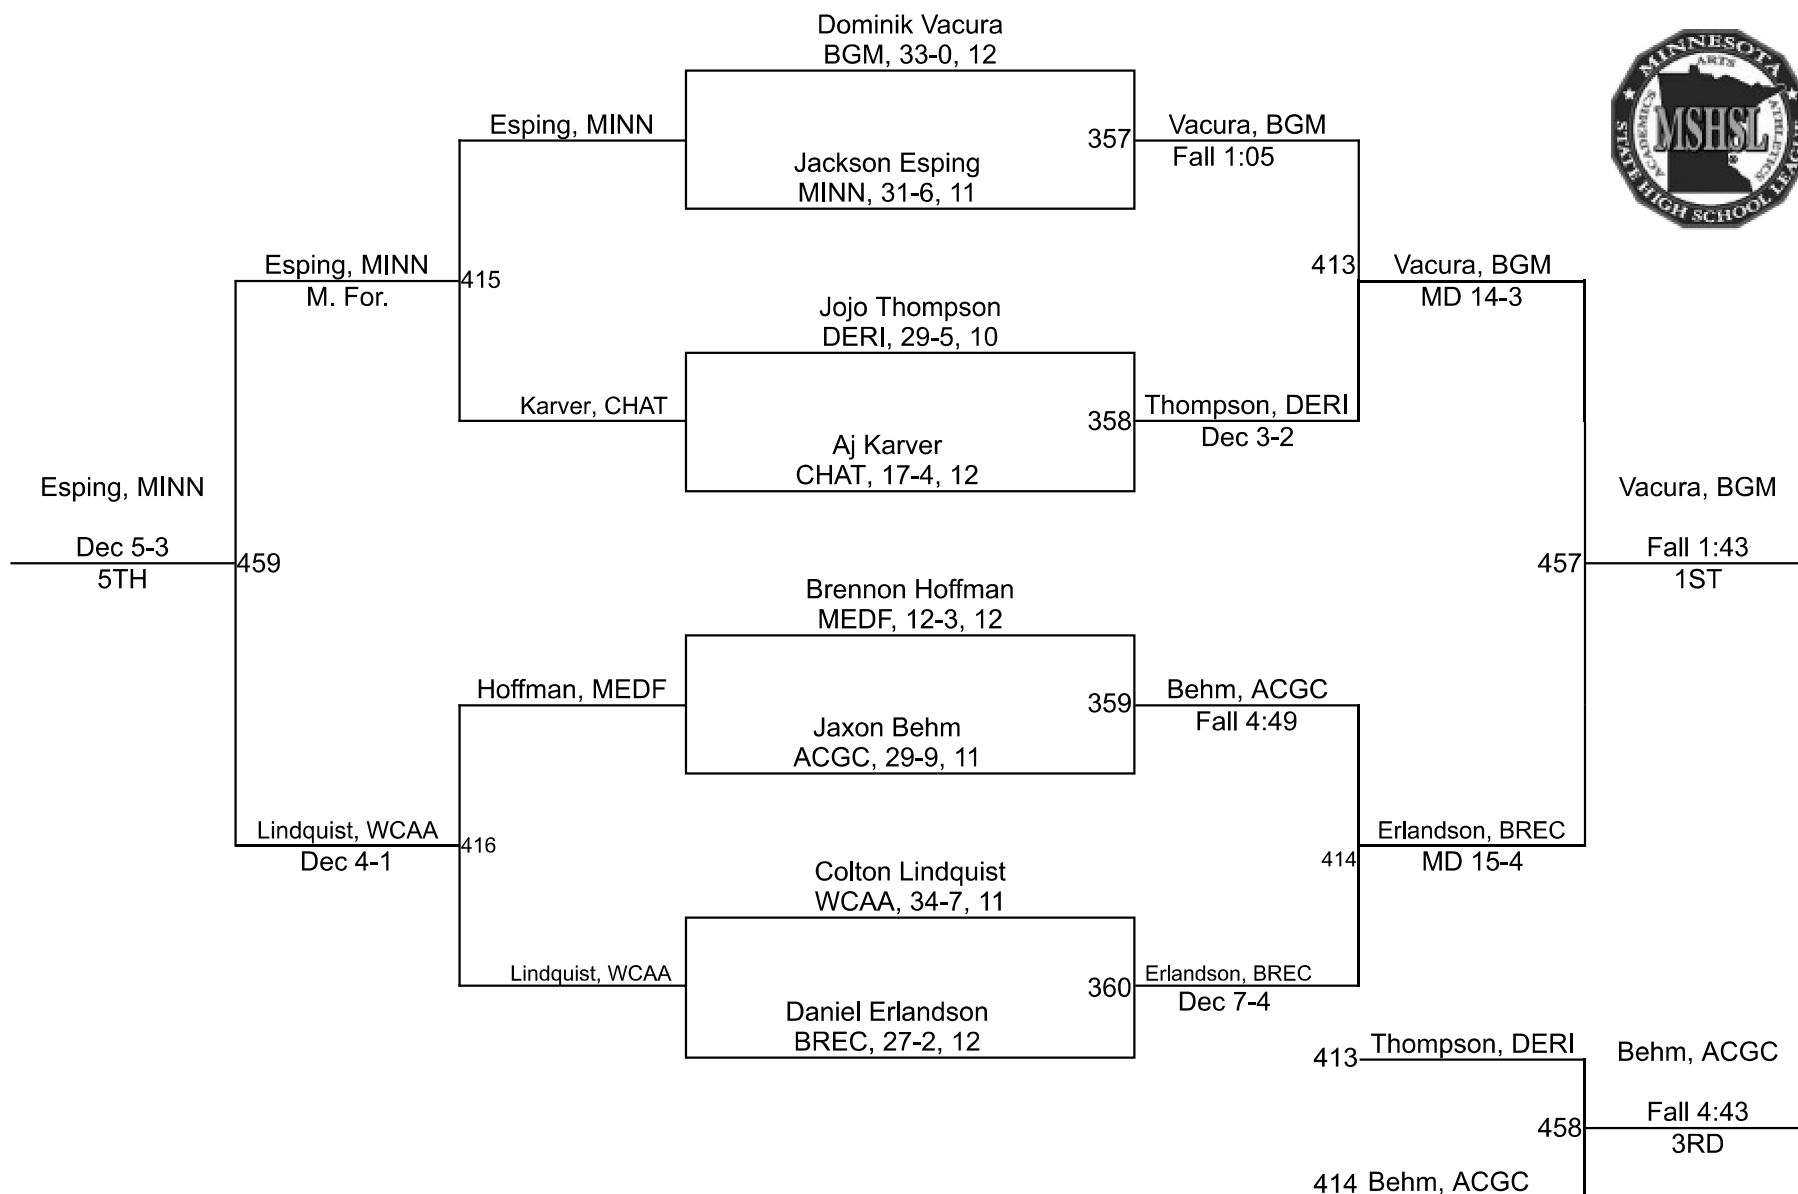 Dominik Vacura
BGM, 33-0, 12
MINNESOTA
STATE HIGH SCHOOL LEAGUE
ARTS
ACADEMICS
ATHLETICS
MSHSL
Esping, MINN
357
Vacura, BGM
Fall 1:05
Jackson Esping
MINN, 31-6, 11
Esping, MINN
M. For.
415
413
Vacura, BGM
MD 14-3
Jojo Thompson
DERI, 29-5, 10
Karver, CHAT
358
Thompson, DERI
Dec 3-2
Aj Karver
CHAT, 17-4, 12
Esping, MINN
Dec 5-3
5TH
459
Vacura, BGM
457
Fall 1:43
1ST
Brennon Hoffman
MEDF, 12-3, 12
Hoffman, MEDF
359
Behm, ACGC
Fall 4:49
Jaxon Behm
ACGC, 29-9, 11
Lindquist, WCAA
Dec 4-1
416
414
Erlandson, BREC
MD 15-4
Colton Lindquist
WCAA, 34-7, 11
Lindquist, WCAA
360
Erlandson, BREC
Dec 7-4
Daniel Erlandson
BREC, 27-2, 12
413 Thompson, DERI
Behm, ACGC
458
Fall 4:43
3RD
414 Behm, ACGC